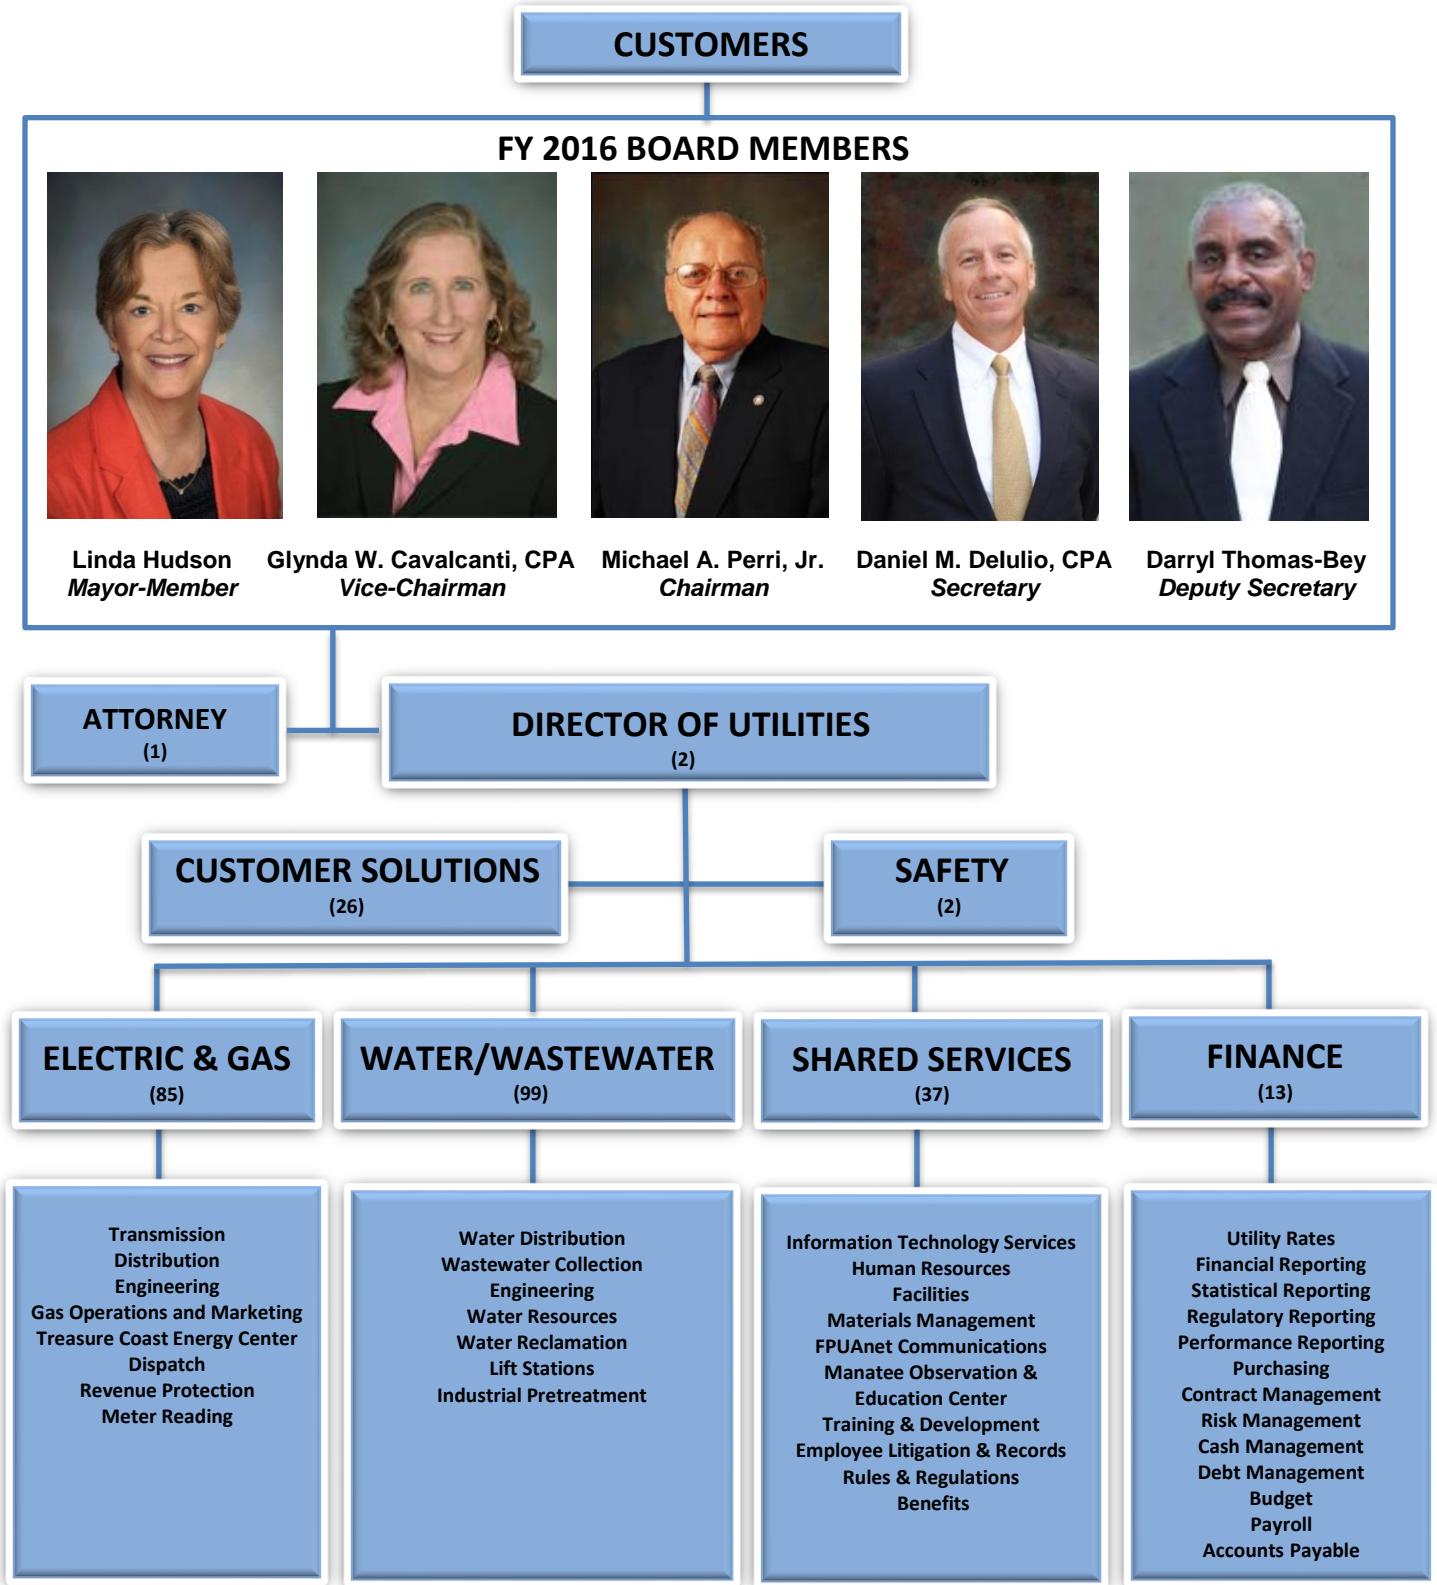 CUSTOMERS
FY 2016 BOARD MEMBERS
Linda Hudson
Mayor-Member
Glynda W. Cavalcanti, CPA
Vice-Chairman
Michael A. Perri, Jr.
Chairman
Daniel M. DeIulio, CPA
Secretary
Darryl Thomas-Bey
Deputy Secretary
ATTORNEY
(1)
DIRECTOR OF UTILITIES
(2)
CUSTOMER SOLUTIONS
(26)
SAFETY
(2)
ELECTRIC & GAS
(85)
WATER/WASTEWATER
(99)
SHARED SERVICES
(37)
FINANCE
(13)
Transmission
Distribution
Engineering
Gas Operations and Marketing
Treasure Coast Energy Center
Dispatch
Revenue Protection
Meter Reading
Water Distribution
Wastewater Collection
Engineering
Water Resources
Water Reclamation
Lift Stations
Industrial Pretreatment
Information Technology Services
Human Resources
Facilities
Materials Management
FPUAnet Communications
Manatee Observation &
Education Center
Training & Development
Employee Litigation & Records
Rules & Regulations
Benefits
Utility Rates
Financial Reporting
Statistical Reporting
Regulatory Reporting
Performance Reporting
Purchasing
Contract Management
Risk Management
Cash Management
Debt Management
Budget
Payroll
Accounts Payable